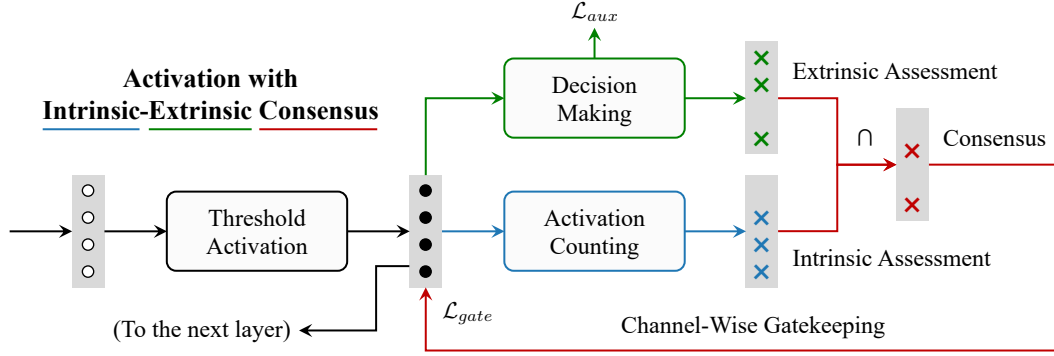 Activation with
Intrinsic-Extrinsic Consensus
Threshold
Activation
(To the next layer)
ℒ_aux
Decision
Making
Extrinsic Assessment
Activation
Counting
Intrinsic Assessment
∩
Consensus
ℒ_gate
Channel-Wise Gatekeeping